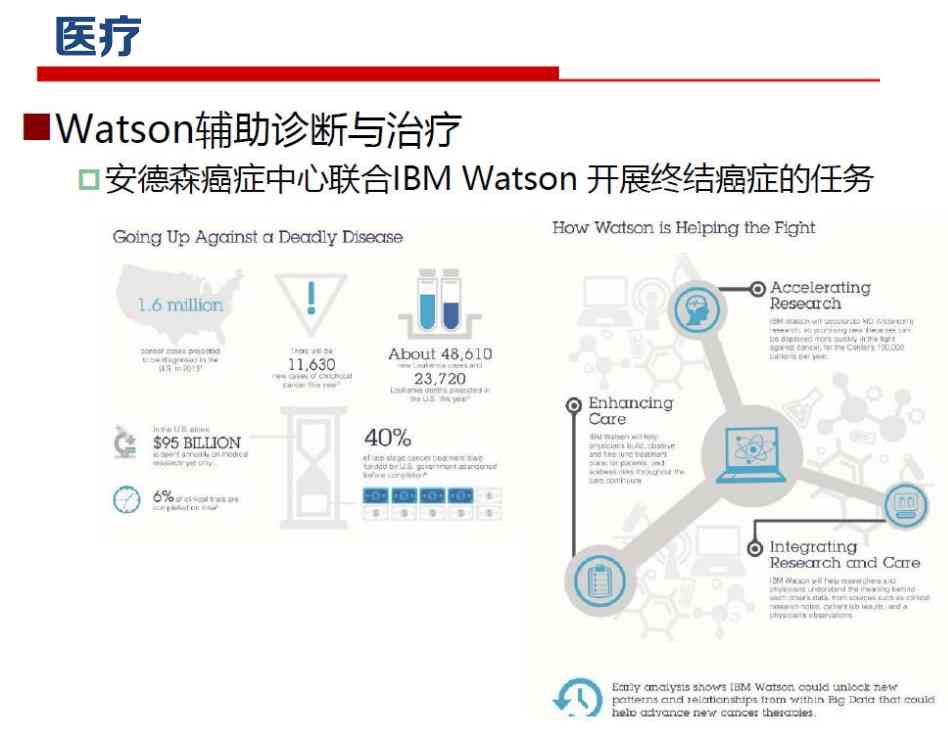 医疗
Watson辅助诊断与治疗
安德森癌症中心联合IBM Watson 开展终结癌症的任务
Going Up Against a Deadly Disease
1.6 million
cancer cases projected
to be diagnosed in the
U.S. in 2013*
There will be
11,630
new cases of childhood
cancer this year*
About 48,610
new Leukemia cases and
23,720
Leukemia deaths projected in
the U.S. this year*
In the U.S. alone
$95 BILLION
is spent annually on medical
research yet only...
6% of clinical trials are
completed on time*
40%
of late stage cancer treatment trials
funded by U.S. government abandoned
before completion*
How Watson is Helping the Fight
Accelerating
Research
IBM Watson will accelerate MD Anderson's
research, so promising new therapies can
be deployed more quickly in the fight
against cancer, for the Center's 100,000
patients per year.
Enhancing
Care
IBM Watson will help
physicians build, observe
and fine tune treatment
plans for patients, and
assess risks throughout the
care continuum.
Integrating
Research and Care
IBM Watson will help researchers and
physicians understand the meaning behind
each other's data, from sources such as clinical
research notes, patient lab results, and a
physician's observations.
Early analysis shows IBM Watson could unlock new
patterns and relationships from within Big Data that could
help advance new cancer therapies.